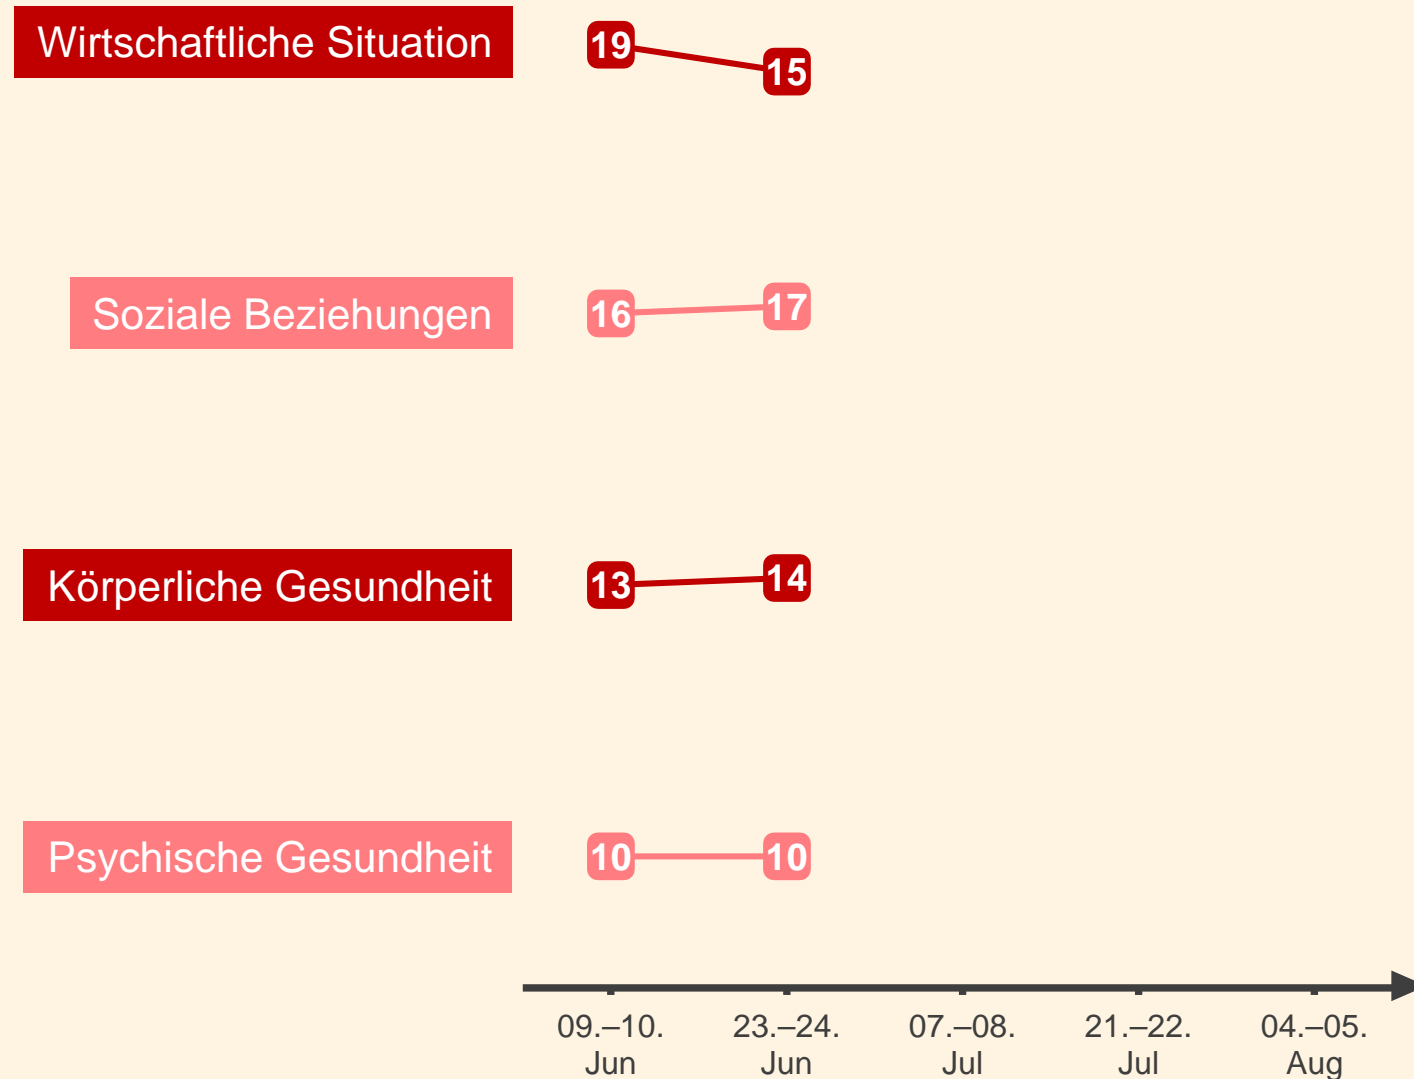 Wirtschaftliche Situation 19 15
Soziale Beziehungen 16 17
Körperliche Gesundheit 13 14
Psychische Gesundheit 10 10
09.–10. 23.–24. 07.–08. 21.–22. 04.–05.
Jun Jun Jul Jul Aug